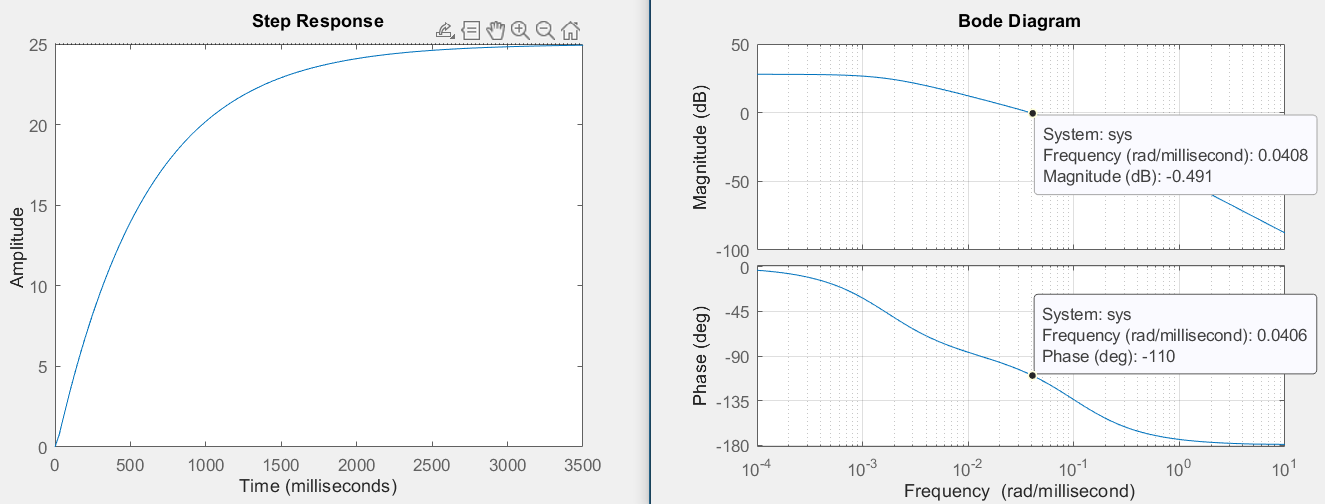 Step Response
25
20
15
10
5
0
Amplitude
0 500 1000 1500 2000 2500 3000 3500
Time (milliseconds)
Bode Diagram
50
0
-50
-100
Magnitude (dB)
System: sys
Frequency (rad/millisecond): 0.0408
Magnitude (dB): -0.491
0
-45
-90
-135
-180
Phase (deg)
System: sys
Frequency (rad/millisecond): 0.0406
Phase (deg): -110
10^-4 10^-3 10^-2 10^-1 10^0 10^1
Frequency (rad/millisecond)